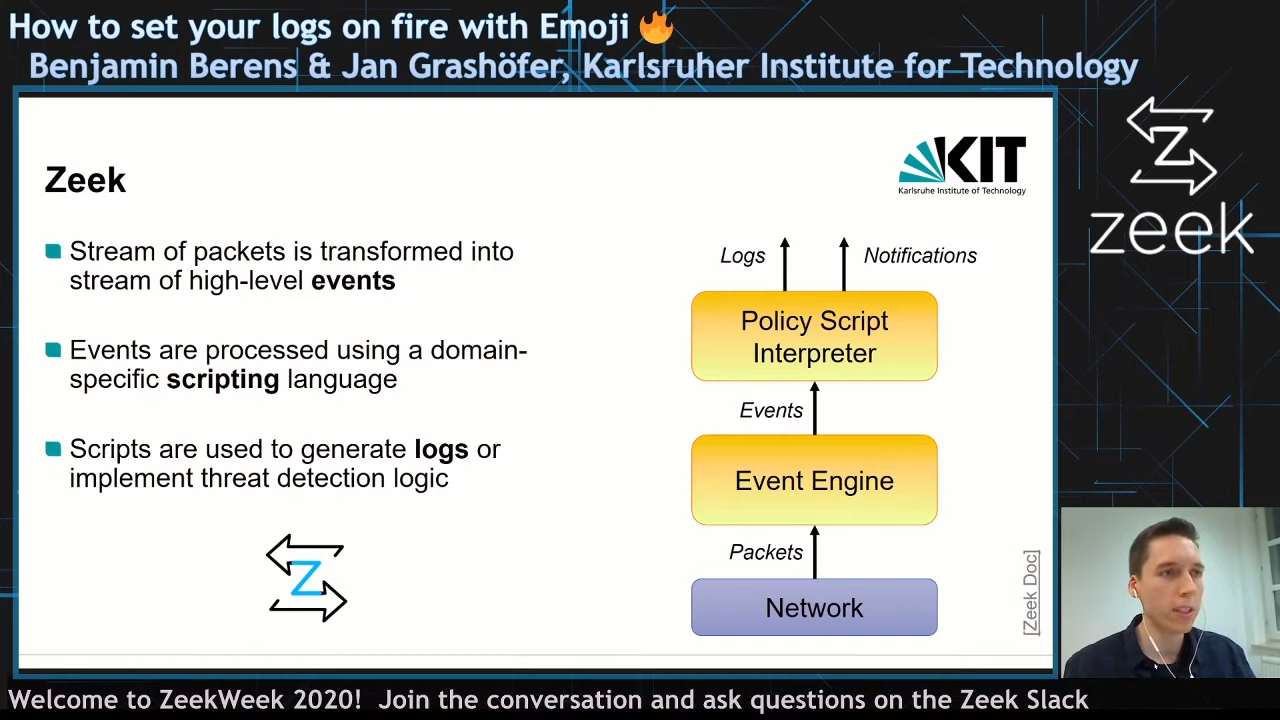 How to set your logs on fire with Emoji 🔥
Benjamin Berens & Jan Grashöfer, Karlsruher Institute for Technology
Zeek
KIT
Karlsruhe Institute of Technology
Stream of packets is transformed into
stream of high-level events
Events are processed using a domain-
specific scripting language
Scripts are used to generate logs or
implement threat detection logic
Z
Logs
Notifications
Policy Script
Interpreter
Events
Event Engine
Packets
Network
[Zeek Doc]
Z
zeek
Welcome to ZeekWeek 2020! Join the conversation and ask questions on the Zeek Slack